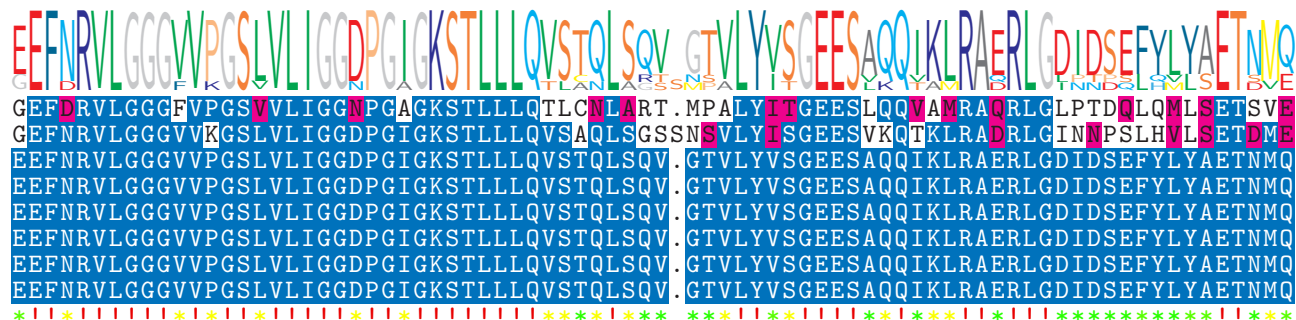 EEFNRVLGGGVVPGSLVLIGGDPGIGKSTLLLQVSTQLSQV GTVLYVSGEESAQQIKLRAERLGDIDSEFYLYAETNMQ
GEFDRVLGGGFVPGSVVLIGGNPGAGKSTLLLQTLCNLART.MPALYITGEESLQQVAMRAQRLGLPTDQLQMLSETSVE
GEFNRVLGGGVVKGSLVLIGGDPGIGKSTLLLQVSAQLSGSSNSVLYISGEESVKQTKLRADRLGINNPSLHVLSETDME
EEFNRVLGGGVVPGSLVLIGGDPGIGKSTLLLQVSTQLSQV.GTVLYVSGEESAQQIKLRAERLGDIDSEFYLYAETNMQ
EEFNRVLGGGVVPGSLVLIGGDPGIGKSTLLLQVSTQLSQV.GTVLYVSGEESAQQIKLRAERLGDIDSEFYLYAETNMQ
EEFNRVLGGGVVPGSLVLIGGDPGIGKSTLLLQVSTQLSQV.GTVLYVSGEESAQQIKLRAERLGDIDSEFYLYAETNMQ
EEFNRVLGGGVVPGSLVLIGGDPGIGKSTLLLQVSTQLSQV.GTVLYVSGEESAQQIKLRAERLGDIDSEFYLYAETNMQ
EEFNRVLGGGVVPGSLVLIGGDPGIGKSTLLLQVSTQLSQV.GTVLYVSGEESAQQIKLRAERLGDIDSEFYLYAETNMQ
EEFNRVLGGGVVPGSLVLIGGDPGIGKSTLLLQVSTQLSQV.GTVLYVSGEESAQQIKLRAERLGDIDSEFYLYAETNMQ
*!!*!!!!!!*!*!!*!!!!!*!!*!!!!!!!!****!*** ***!!**!!!!**!***!!*!!!**********!!***